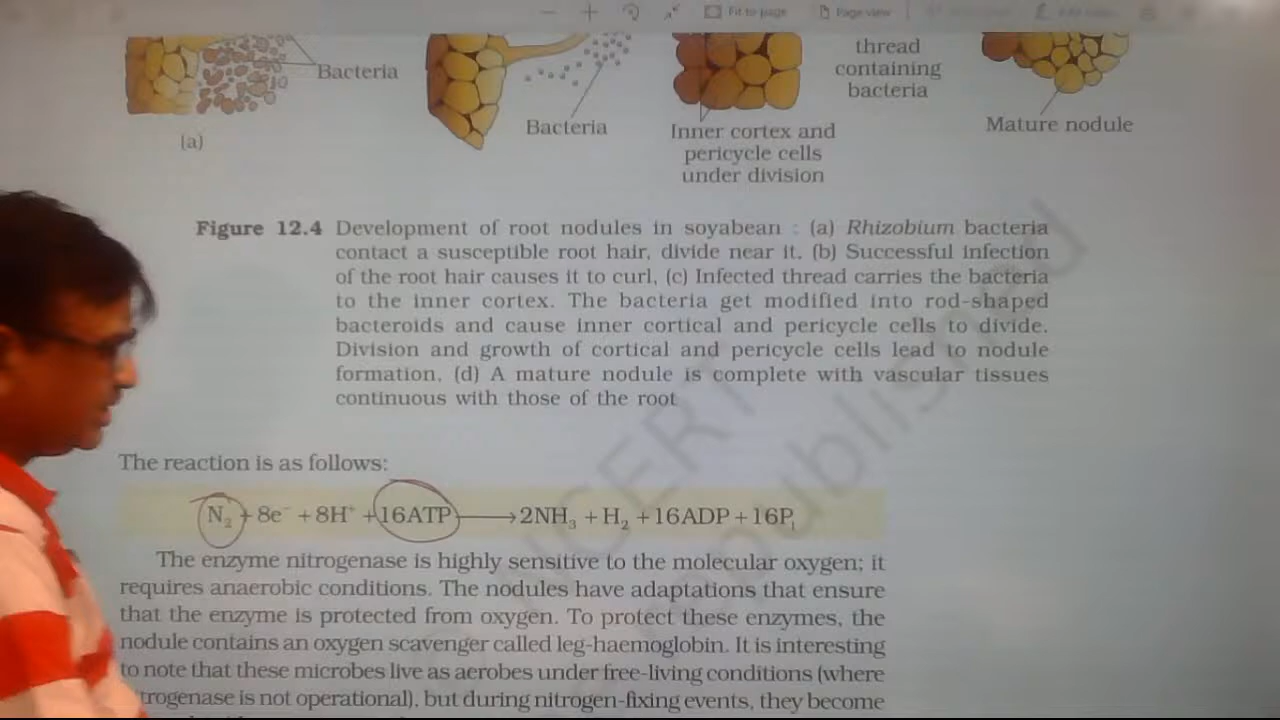 Fit to page
Page view
Bacteria
10
(a)
Bacteria
Inner cortex and
pericycle cells
under division
thread
containing
bacteria
Mature nodule
Figure 12.4 Development of root nodules in soyabean : (a) Rhizobium bacteria
contact a susceptible root hair, divide near it, (b) Successful infection
of the root hair causes it to curl, (c) Infected thread carries the bacteria
to the inner cortex. The bacteria get modified into rod-shaped
bacteroids and cause inner cortical and pericycle cells to divide.
Division and growth of cortical and pericycle cells lead to nodule
formation, (d) A mature nodule is complete with vascular tissues
continuous with those of the root
The reaction is as follows:
N₂ + 8e⁻ + 8H⁺ + 16ATP ⟶ 2NH₃ + H₂ + 16ADP + 16Pᵢ
The enzyme nitrogenase is highly sensitive to the molecular oxygen; it
requires anaerobic conditions. The nodules have adaptations that ensure
that the enzyme is protected from oxygen. To protect these enzymes, the
nodule contains an oxygen scavenger called leg-haemoglobin. It is interesting
to note that these microbes live as aerobes under free-living conditions (where
trogenase is not operational), but during nitrogen-fixing events, they become
NCERT
republished